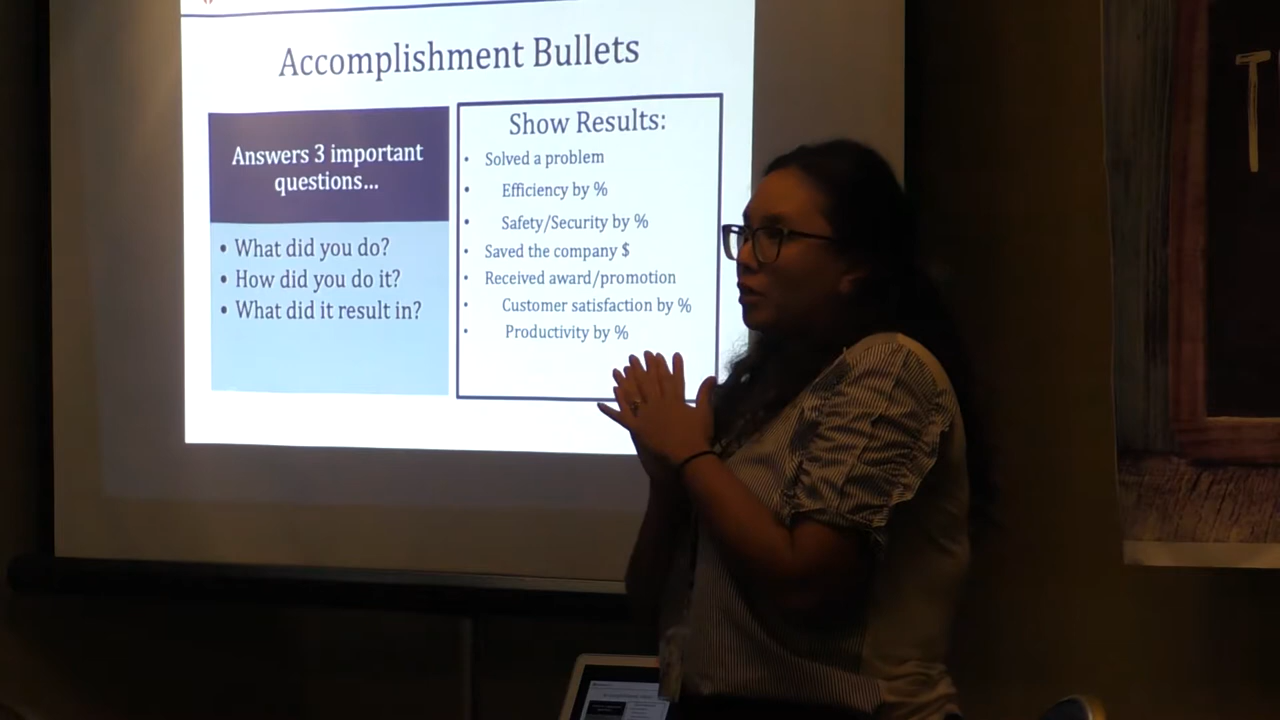 Accomplishment Bullets
Answers 3 important
questions...
• What did you do?
• How did you do it?
• What did it result in?
Show Results:
• Solved a problem
• Efficiency by %
• Safety/Security by %
• Saved the company $
• Received award/promotion
• Customer satisfaction by %
• Productivity by %
T